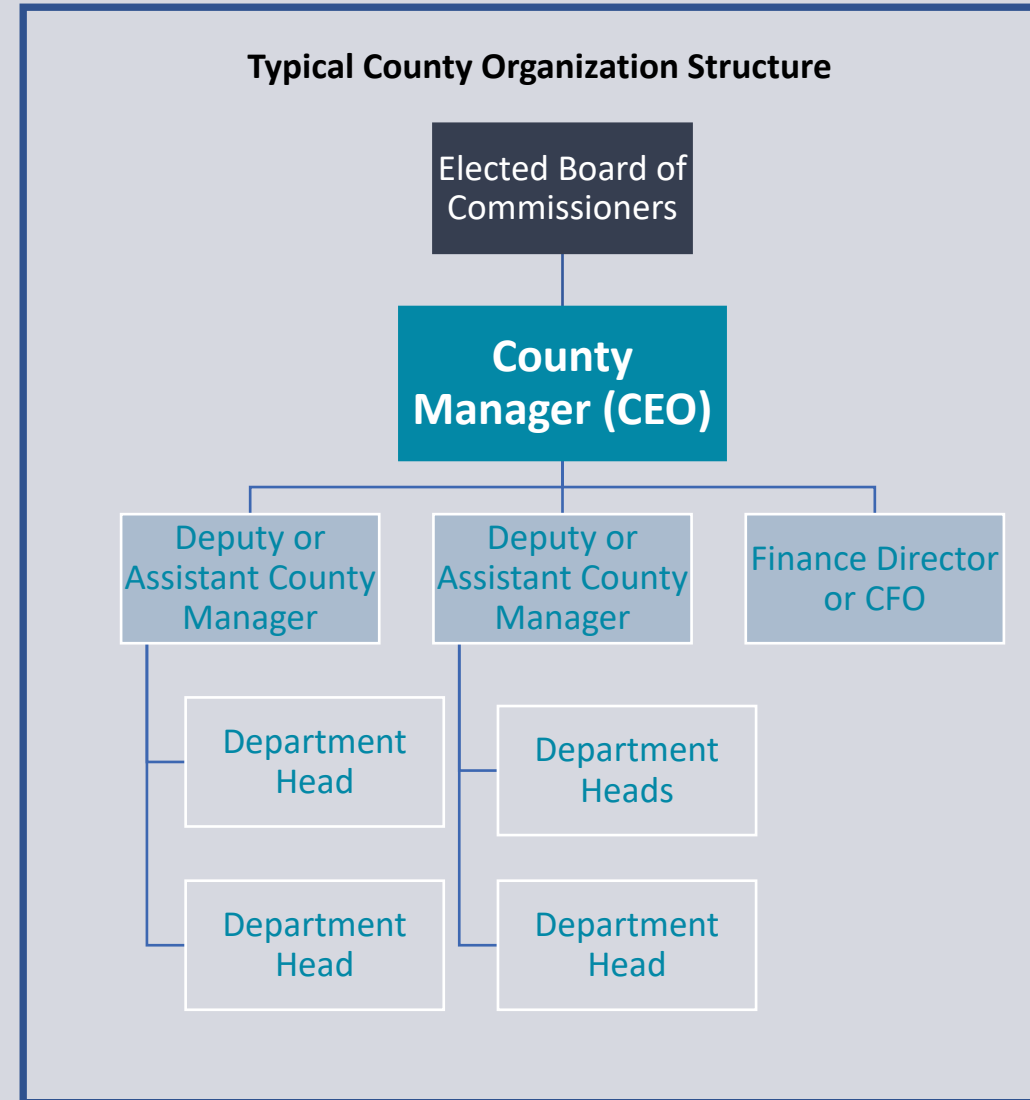 Typical County Organization Structure
Elected Board of
Commissioners
County
Manager (CEO)
Deputy or
Assistant County
Manager
Deputy or
Assistant County
Manager
Finance Director
or CFO
Department
Head
Department
Heads
Department
Head
Department
Head